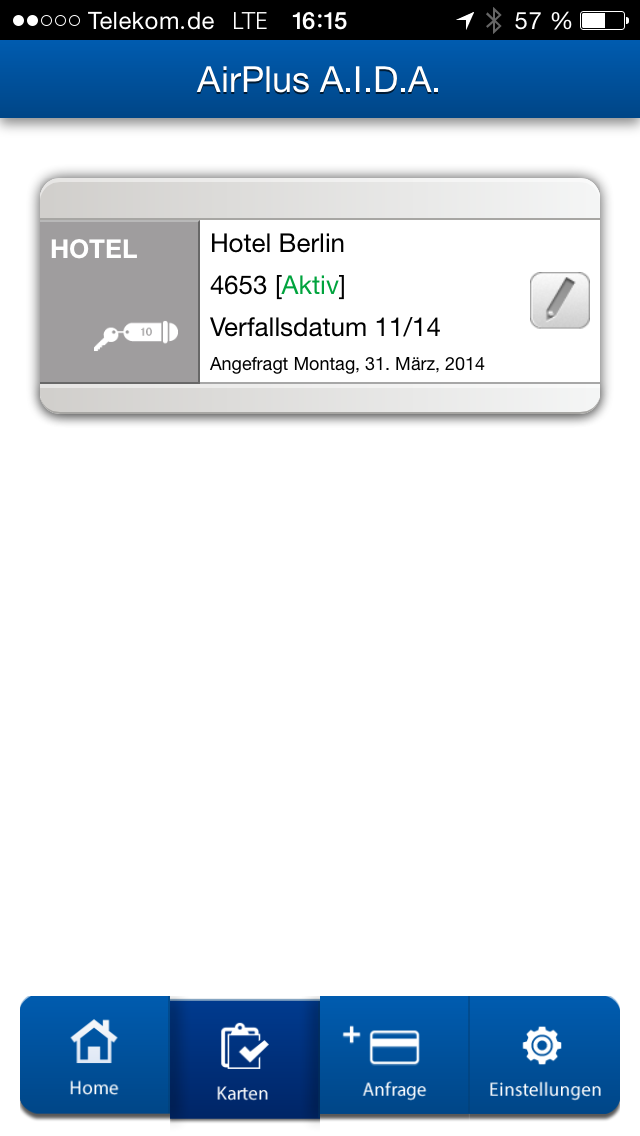 Telekom.de LTE 16:15 57 %
AirPlus A.I.D.A.
HOTEL
10
Hotel Berlin
4653 [Aktiv]
Verfallsdatum 11/14
Angefragt Montag, 31. März, 2014
Home
Karten
Anfrage
Einstellungen